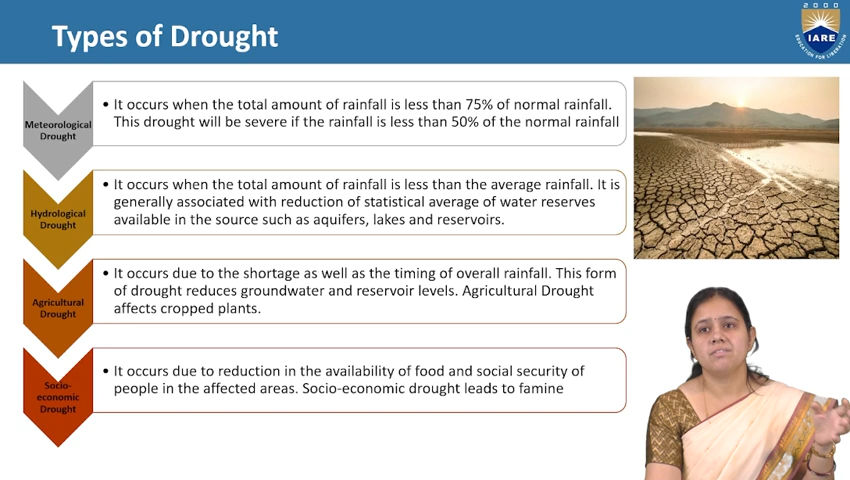 Types of Drought
2000
IARE
EDUCATION FOR LIBERATION
Meteorological
Drought
• It occurs when the total amount of rainfall is less than 75% of normal rainfall.
This drought will be severe if the rainfall is less than 50% of the normal rainfall
Hydrological
Drought
• It occurs when the total amount of rainfall is less than the average rainfall. It is
generally associated with reduction of statistical average of water reserves
available in the source such as aquifers, lakes and reservoirs.
Agricultural
Drought
• It occurs due to the shortage as well as the timing of overall rainfall. This form
of drought reduces groundwater and reservoir levels. Agricultural Drought
affects cropped plants.
Socio-
economic
Drought
• It occurs due to reduction in the availability of food and social security of
people in the affected areas. Socio-economic drought leads to famine